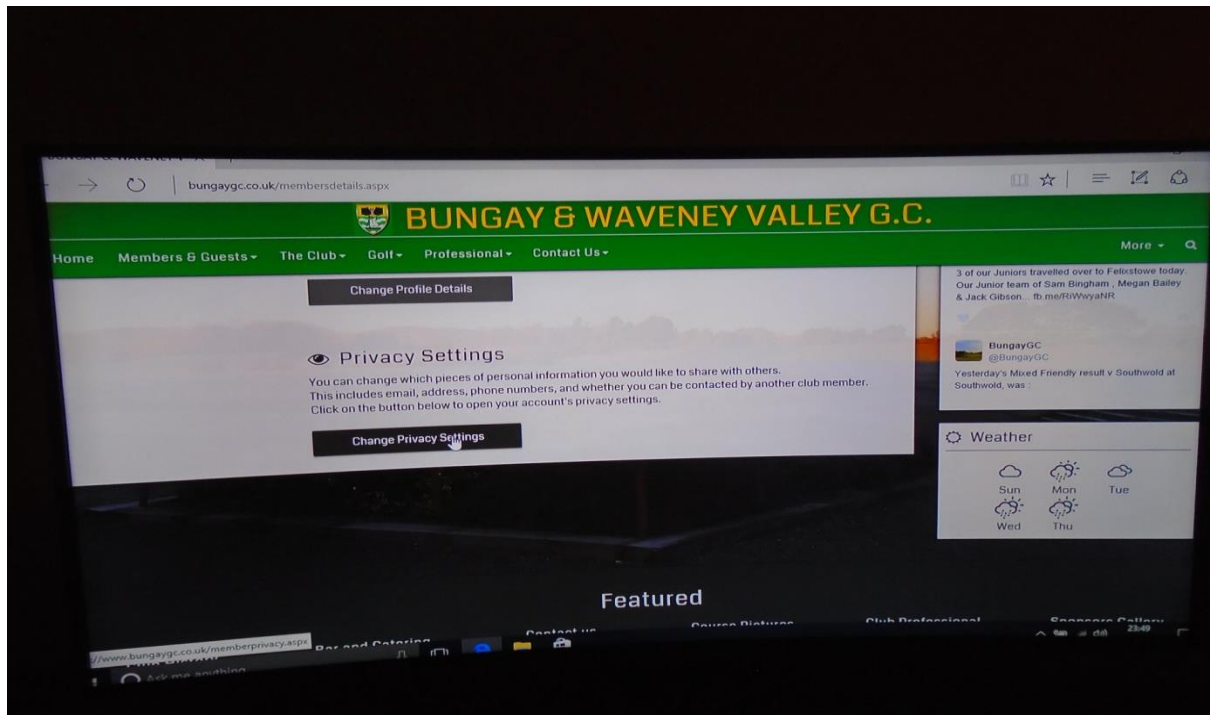 bungaygc.co.uk/membersdetails.aspx
BUNGAY & WAVENEY VALLEY G.C.
Home Members & Guests The Club Golf Professional Contact Us More
Change Profile Details
Privacy Settings
You can change which pieces of personal information you would like to share with others.
This includes email, address, phone numbers, and whether you can be contacted by another club member.
Click on the button below to open your account's privacy settings.
Change Privacy Settings
3 of our Juniors travelled over to Felixstowe today.
Our Junior team of Sam Bingham , Megan Bailey
& Jack Gibson... fb.me/RiWwyaNR
BungayGC
@BungayGC
Yesterday's Mixed Friendly result v Southwold at
Southwold, was :
Weather
Sun Mon Tue
Wed Thu
Featured
Bar and Catering Contact us Course Pictures Club Professional Sponsors Gallery
//www.bungaygc.co.uk/memberprivacy.aspx
Ask me anything
23:49